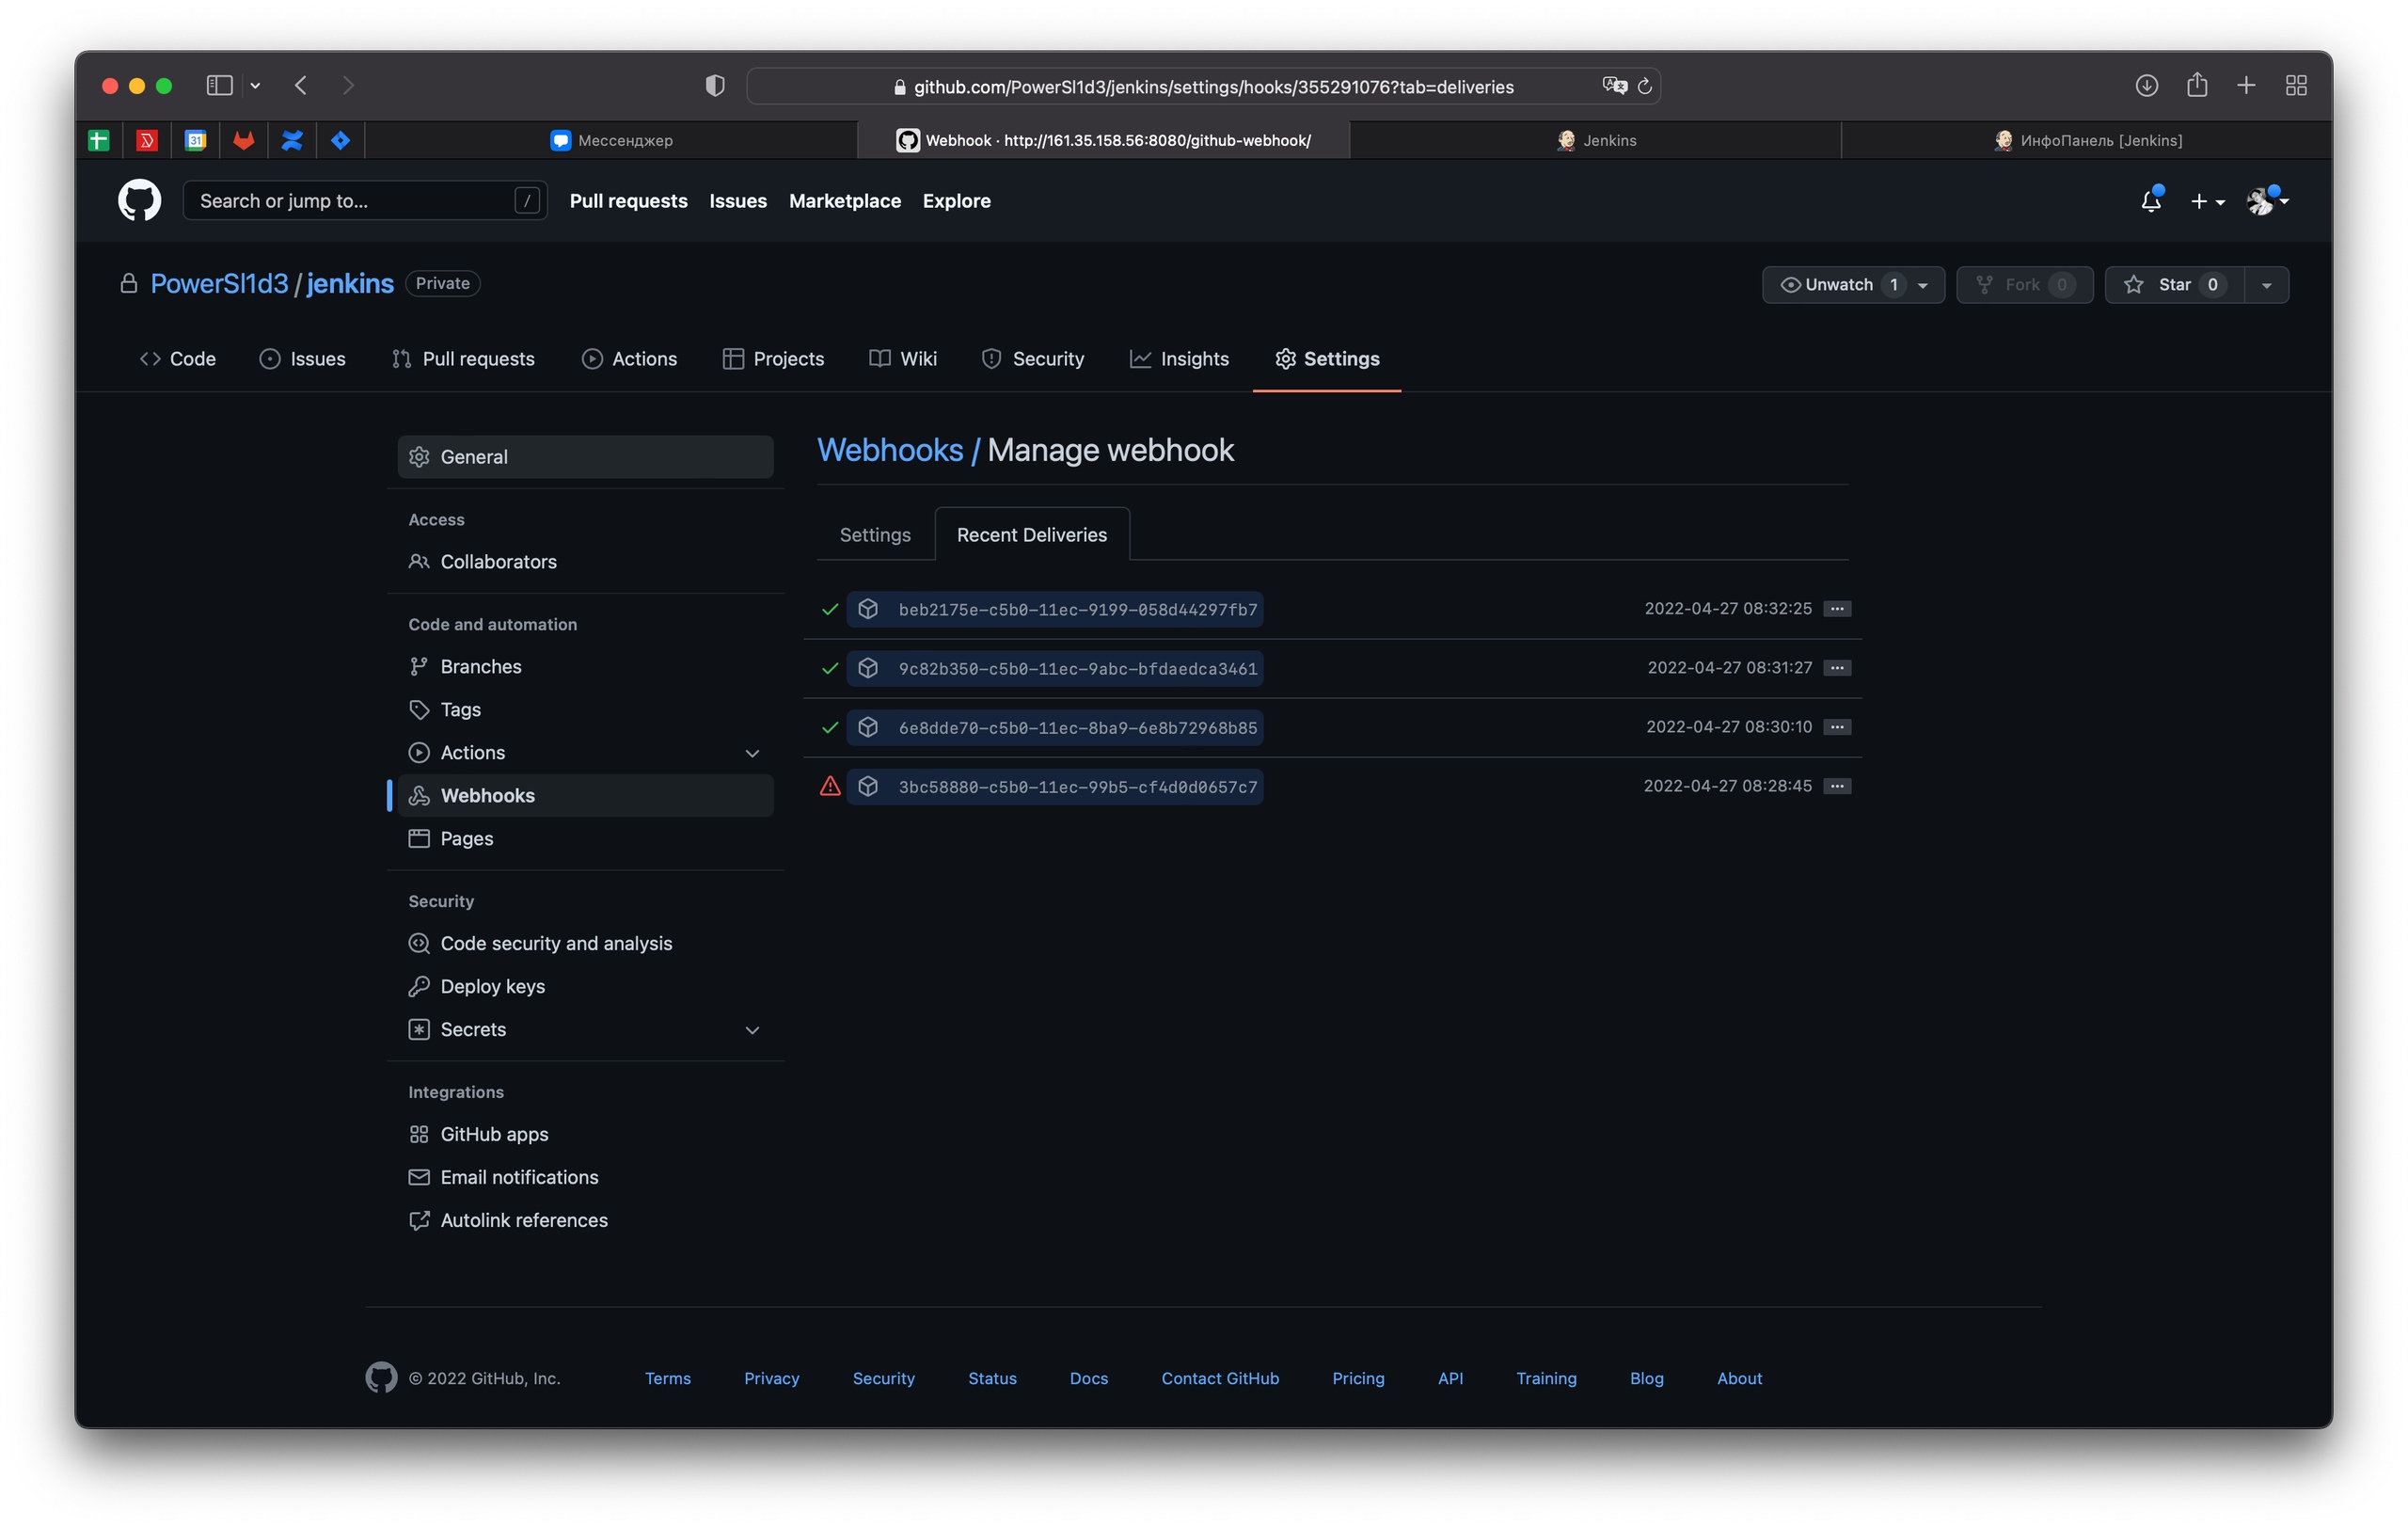 github.com/PowerSl1d3/jenkins/settings/hooks/355291076?tab=deliveries
31 Мессенджер Webhook · http://161.35.158.56:8080/github-webhook/ Jenkins ИнфоПанель [Jenkins]
Search or jump to... / Pull requests Issues Marketplace Explore
PowerSl1d3 / jenkins Private Unwatch 1 Fork 0 Star 0
Code Issues Pull requests Actions Projects Wiki Security Insights Settings
General
Access
Collaborators
Code and automation
Branches
Tags
Actions
Webhooks
Pages
Security
Code security and analysis
Deploy keys
Secrets
Integrations
GitHub apps
Email notifications
Autolink references
Webhooks / Manage webhook
Settings Recent Deliveries
beb2175e-c5b0-11ec-9199-058d44297fb7 2022-04-27 08:32:25
9c82b350-c5b0-11ec-9abc-bfdaedca3461 2022-04-27 08:31:27
6e8dde70-c5b0-11ec-8ba9-6e8b72968b85 2022-04-27 08:30:10
3bc58880-c5b0-11ec-99b5-cf4d0d0657c7 2022-04-27 08:28:45
© 2022 GitHub, Inc. Terms Privacy Security Status Docs Contact GitHub Pricing API Training Blog About